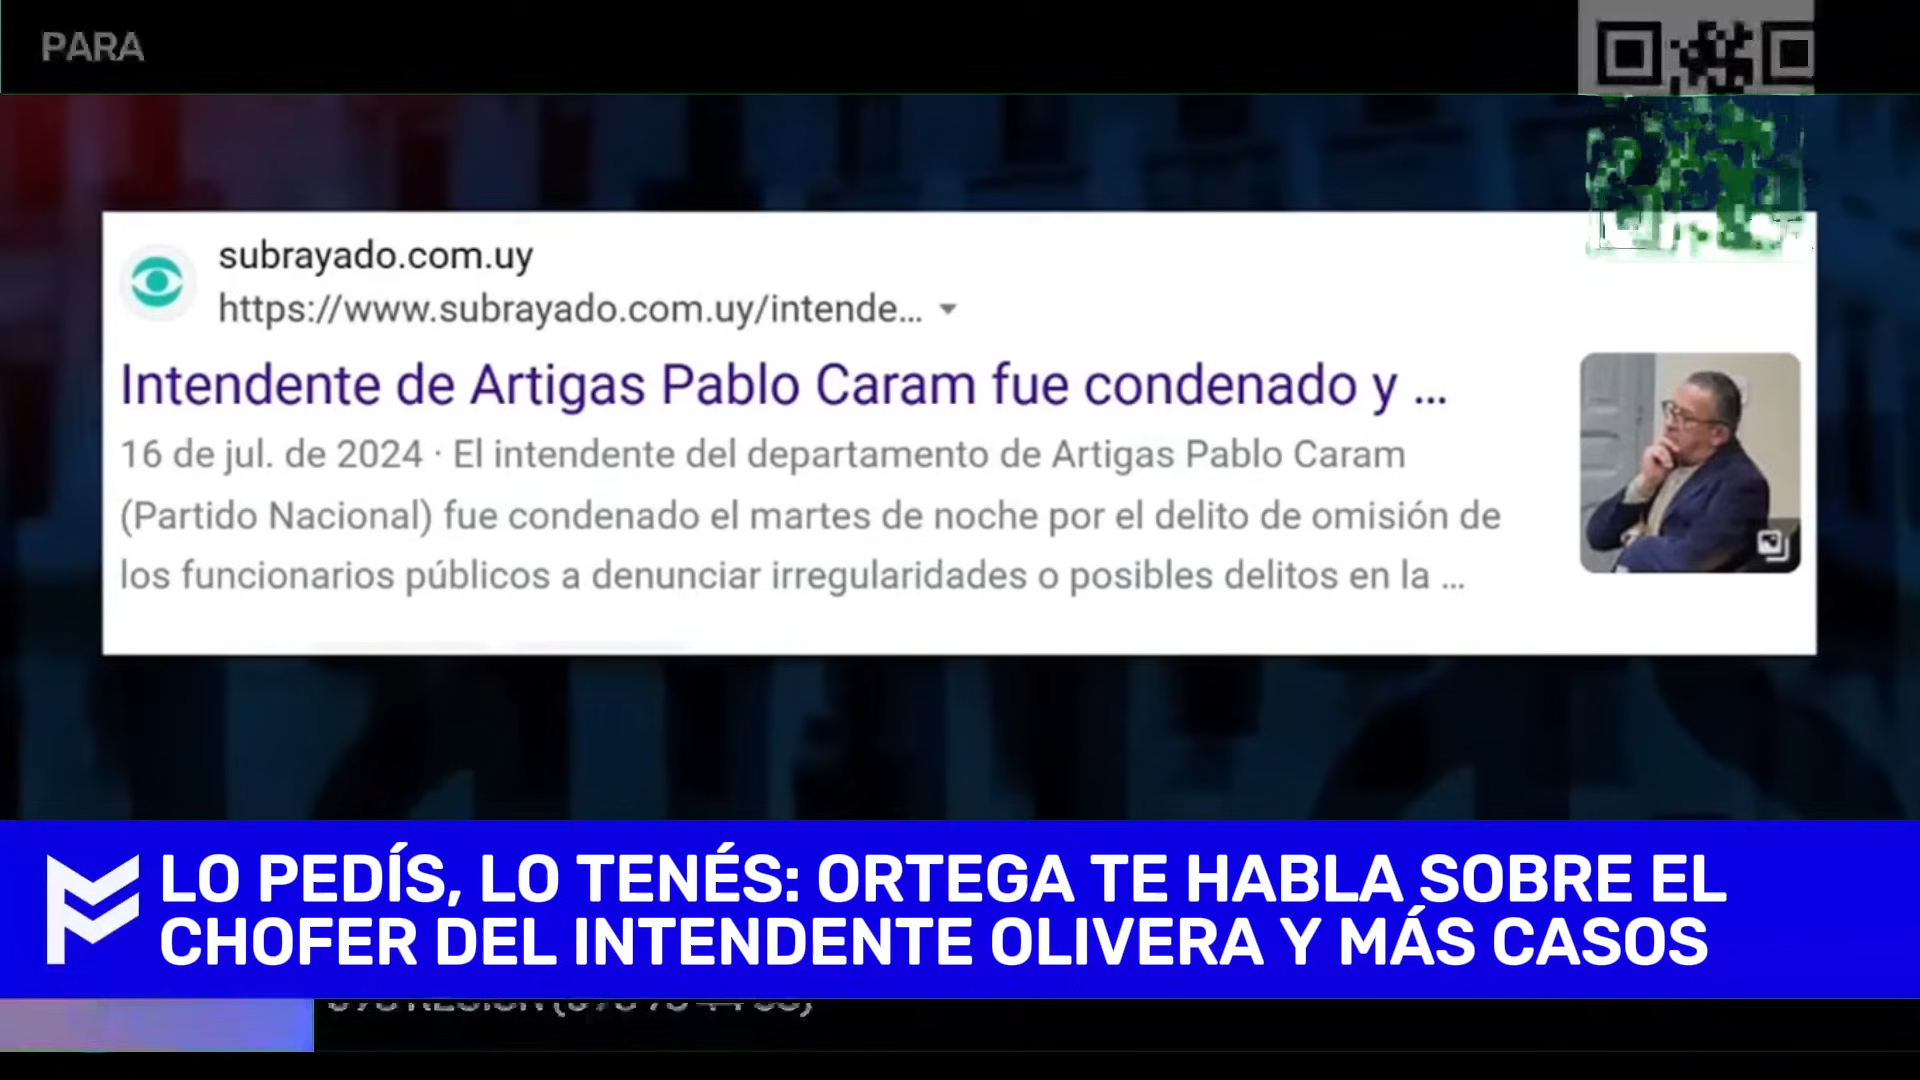 PARA
subrayado.com.uy
https://www.subrayado.com.uy/intende...
Intendente de Artigas Pablo Caram fue condenado y ...
16 de jul. de 2024 · El intendente del departamento de Artigas Pablo Caram
(Partido Nacional) fue condenado el martes de noche por el delito de omisión de
los funcionarios públicos a denunciar irregularidades o posibles delitos en la ...
LO PEDÍS, LO TENÉS: ORTEGA TE HABLA SOBRE EL
CHOFER DEL INTENDENTE OLIVERA Y MÁS CASOS